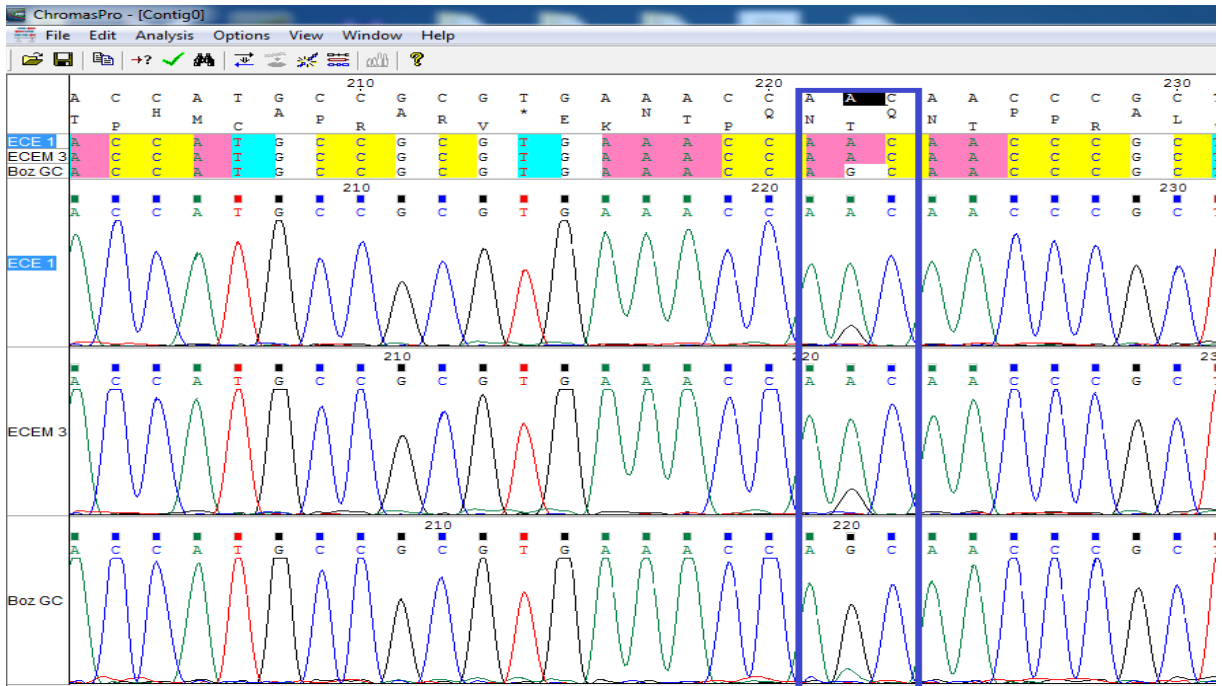 ChromasPro - [Contig0]
File Edit Analysis Options View Window Help
210 220 230
A C C A T G C C G C G T G A A A C C A A C A A C C C G C T
T P H M C A P R A R V * E K N T P Q N T Q N T P P R A L
ECE 1 A C C A T G C C G C G T G A A A C C A A C A A C C C G C T
ECEM 3 A C C A T G C C G C G T G A A A C C A A C A A C C C G C T
Boz GC A C C A T G C C G C G T G A A A C C A G C A A C C C G C T
210 220 230
A C C A T G C C G C G T G A A A C C A A C A A C C C G C T
ECE 1
210 220 23
A C C A T G C C G C G T G A A A C C A A C A A C C C G C T
ECEM 3
210 220
A C C A T G C C G C G T G A A A C C A G C A A C C C G C T
Boz GC